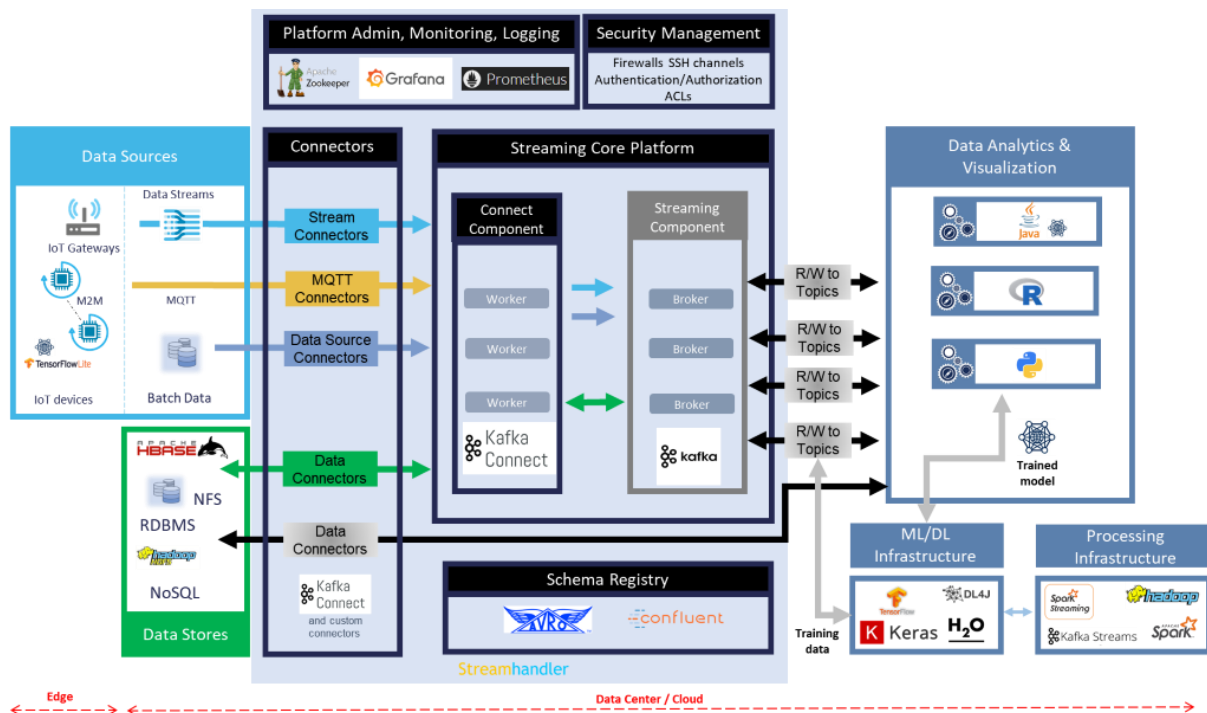 Platform Admin, Monitoring, Logging
Apache
Zookeeper
Grafana
Prometheus
Security Management
Firewalls SSH channels
Authentication/Authorization
ACLs
Data Sources
Data Streams
IoT Gateways
M2M
MQTT
TensorFlowLite
IoT devices
Batch Data
APACHE
HBASE
NFS
RDBMS
hadoop
NoSQL
Data Stores
Connectors
Stream
Connectors
MQTT
Connectors
Data Source
Connectors
Data
Connectors
Data
Connectors
Kafka
Connect
and custom
connectors
Streaming Core Platform
Connect
Component
Worker
Worker
Worker
Kafka
Connect
Streaming
Component
Broker
Broker
Broker
kafka
Schema Registry
AVRO
confluent
Streamhandler
R/W to
Topics
R/W to
Topics
R/W to
Topics
R/W to
Topics
Data Analytics &
Visualization
Java
R
Trained
model
Training
data
ML/DL
Infrastructure
TensorFlow
DL4J
K Keras
H2O
Processing
Infrastructure
Spark
Streaming
hadoop
Kafka Streams
APACHE
Spark
Edge
Data Center / Cloud